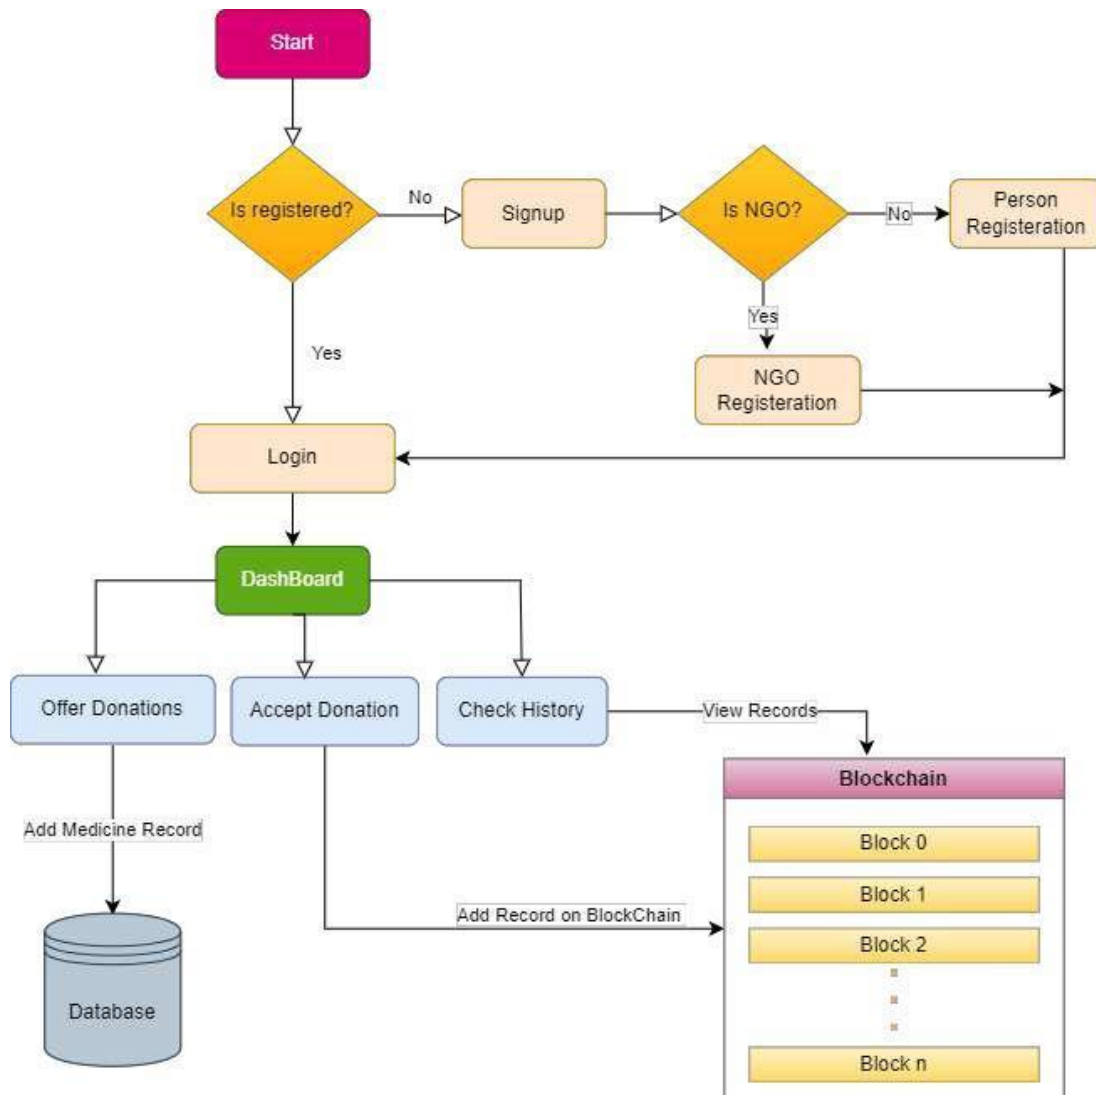 Start
Is registered?
No
Signup
Is NGO?
No
Person
Registeration
Yes
Yes
NGO
Registeration
Login
DashBoard
Offer Donations
Accept Donation
Check History
View Records
Blockchain
Add Medicine Record
Block 0
Block 1
Add Record on BlockChain
Block 2
Database
Block n